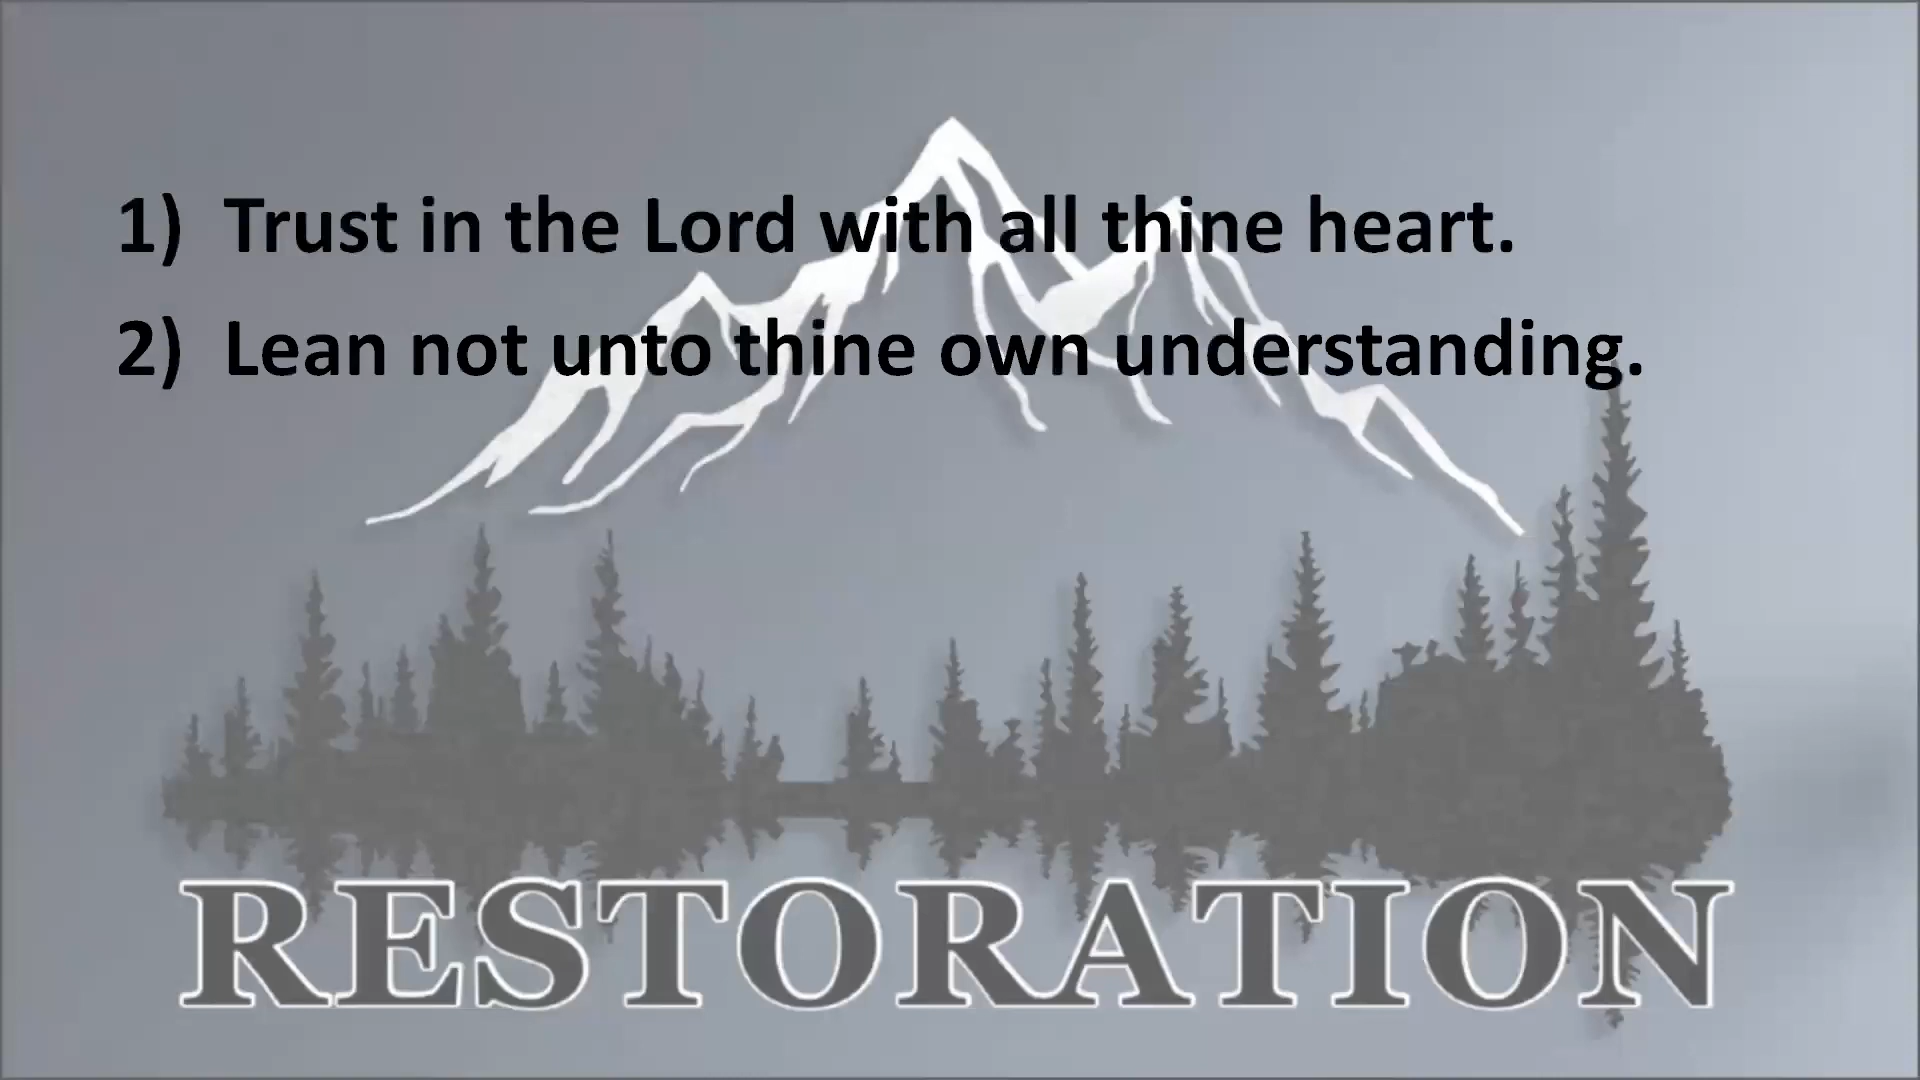 1) Trust in the Lord with all thine heart.
2) Lean not unto thine own understanding.
RESTORATION